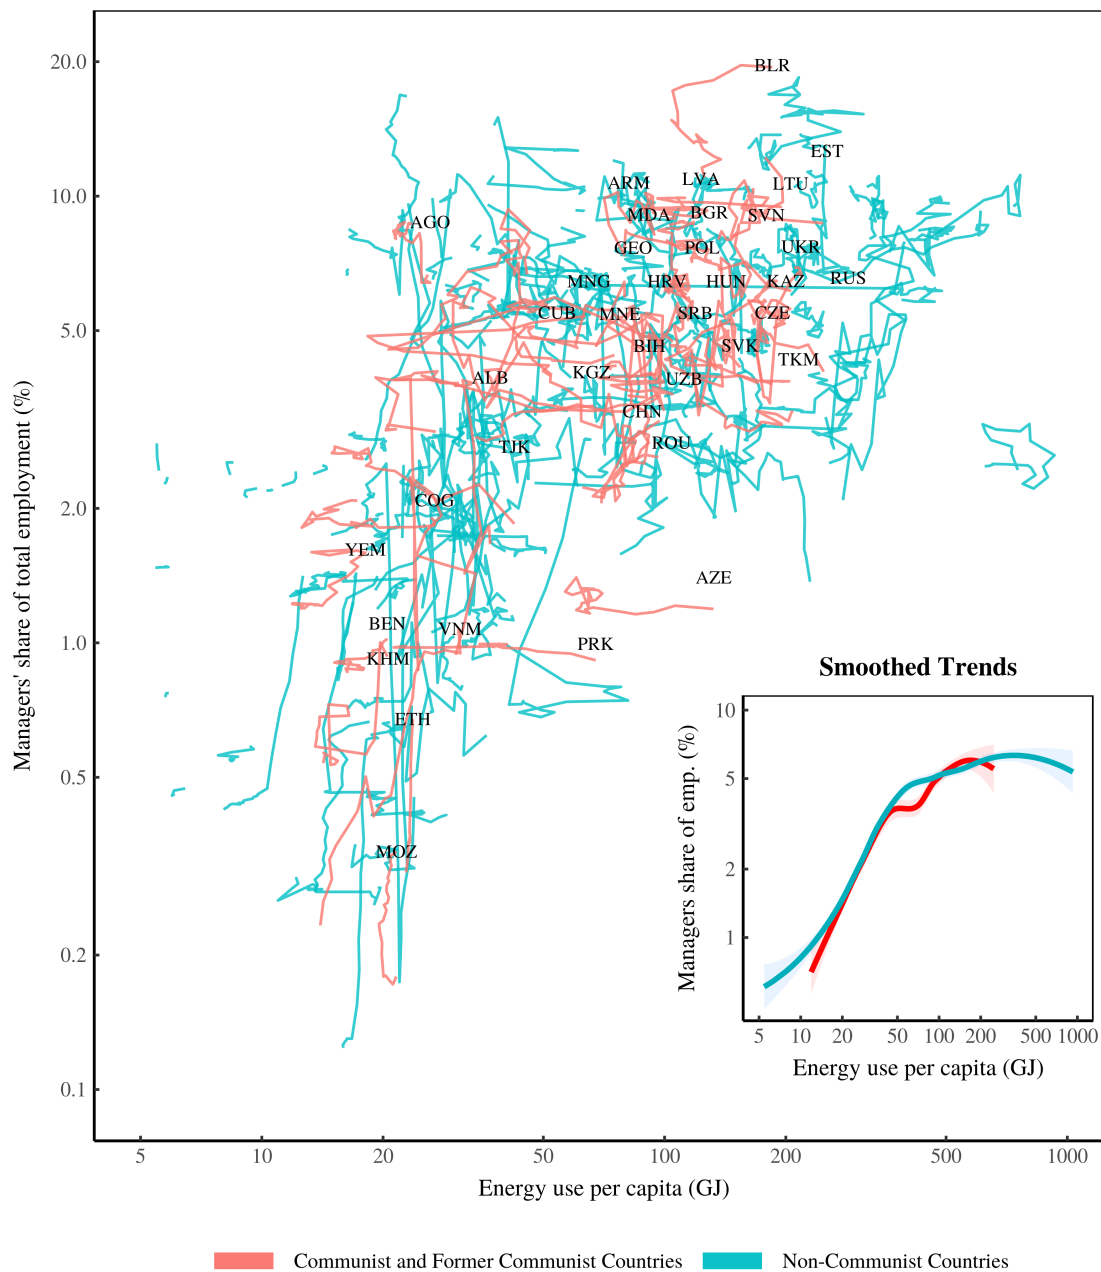 20.0
10.0
5.0
2.0
1.0
0.5
0.2
0.1
Managers' share of total employment (%)
BLR
EST
ARM
LVA
LTU
AGO
MDA
BGR
SVN
GEO
POL
UKR
MNG
HRV
HUN
KAZ
RUS
CUB
MNE
SRB
CZE
BIH
SVK
TKM
ALB
KGZ
UZB
CHN
TJK
ROU
COG
YEM
AZE
BEN
VNM
KHM
PRK
ETH
MOZ
Smoothed Trends
10
5
2
1
Managers share of emp. (%)
5 10 20 50 100 200 500 1000
Energy use per capita (GJ)
5 10 20 50 100 200 500 1000
Energy use per capita (GJ)
Communist and Former Communist Countries Non-Communist Countries